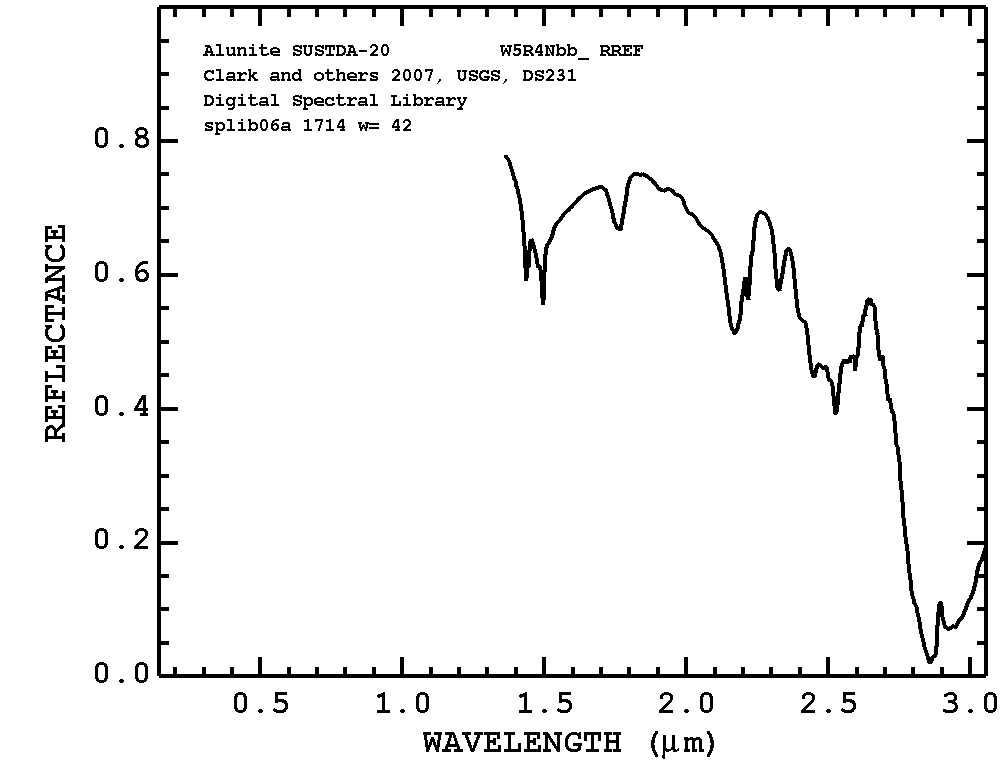 Alunite SUSTDA-20 W5R4Nbb_ RREF
Clark and others 2007, USGS, DS231
Digital Spectral Library
splib06a 1714 w= 42
REFLECTANCE
0.8
0.6
0.4
0.2
0.0
0.5 1.0 1.5 2.0 2.5 3.0
WAVELENGTH (μm)